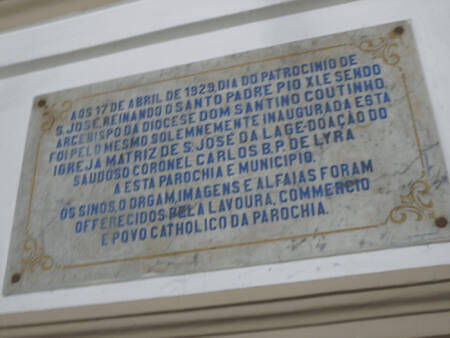 AOS 17 DE ABRIL DE 1929, DIA DO PATROCINIO DE
S. JOSÉ, REINANDO O SANTO PADRE PIO XI, E SENDO
ARCEBISPO DA DIOCESE DOM SANTINO COUTINHO,
FOI PELO MESMO SOLEMNEMENTE INAUGURADA ESTA
IGREJA MATRIZ DE S. JOSÉ DA LAGE-DOAÇÃO DO
SAUDOSO CORONEL CARLOS B.P. DE LYRA
A ESTA PAROCHIA E MUNICIPIO.
OS SINOS, O ORGAM, IMAGENS E ALFAIAS FORAM
OFFERECIDOS PELA LAVOURA, COMMERCIO
E POVO CATHOLICO DA PAROCHIA.